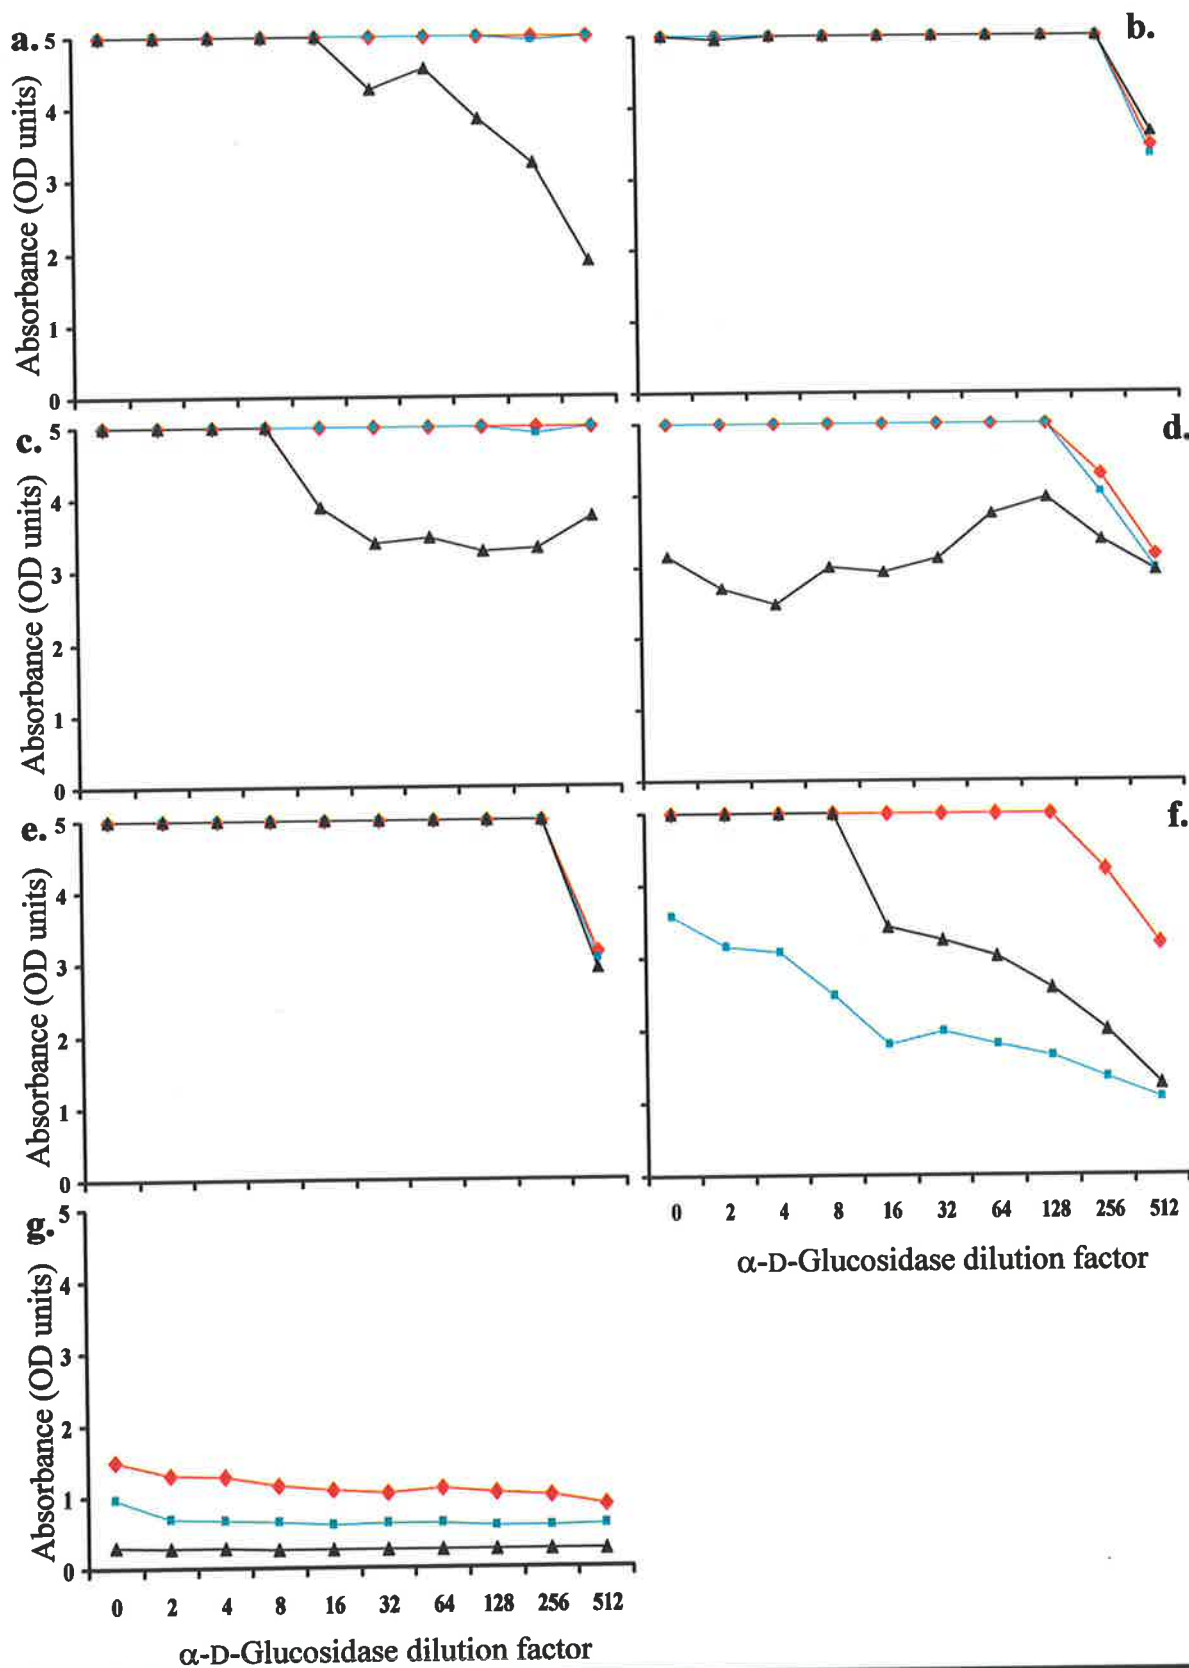 a.
b.
5
4
3
2
1
0
Absorbance (OD units)
c.
d.
5
4
3
2
1
0
Absorbance (OD units)
e.
f.
5
4
3
2
1
0
Absorbance (OD units)
0 2 4 8 16 32 64 128 256 512
α-D-Glucosidase dilution factor
g.
5
4
3
2
1
0
Absorbance (OD units)
0 2 4 8 16 32 64 128 256 512
α-D-Glucosidase dilution factor